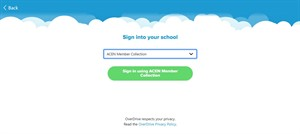 Back
Sign into your school
ACSN Member Collection
Sign in using ACSN Member
Collection
OverDrive respects your privacy.
Read the OverDrive Privacy Policy.